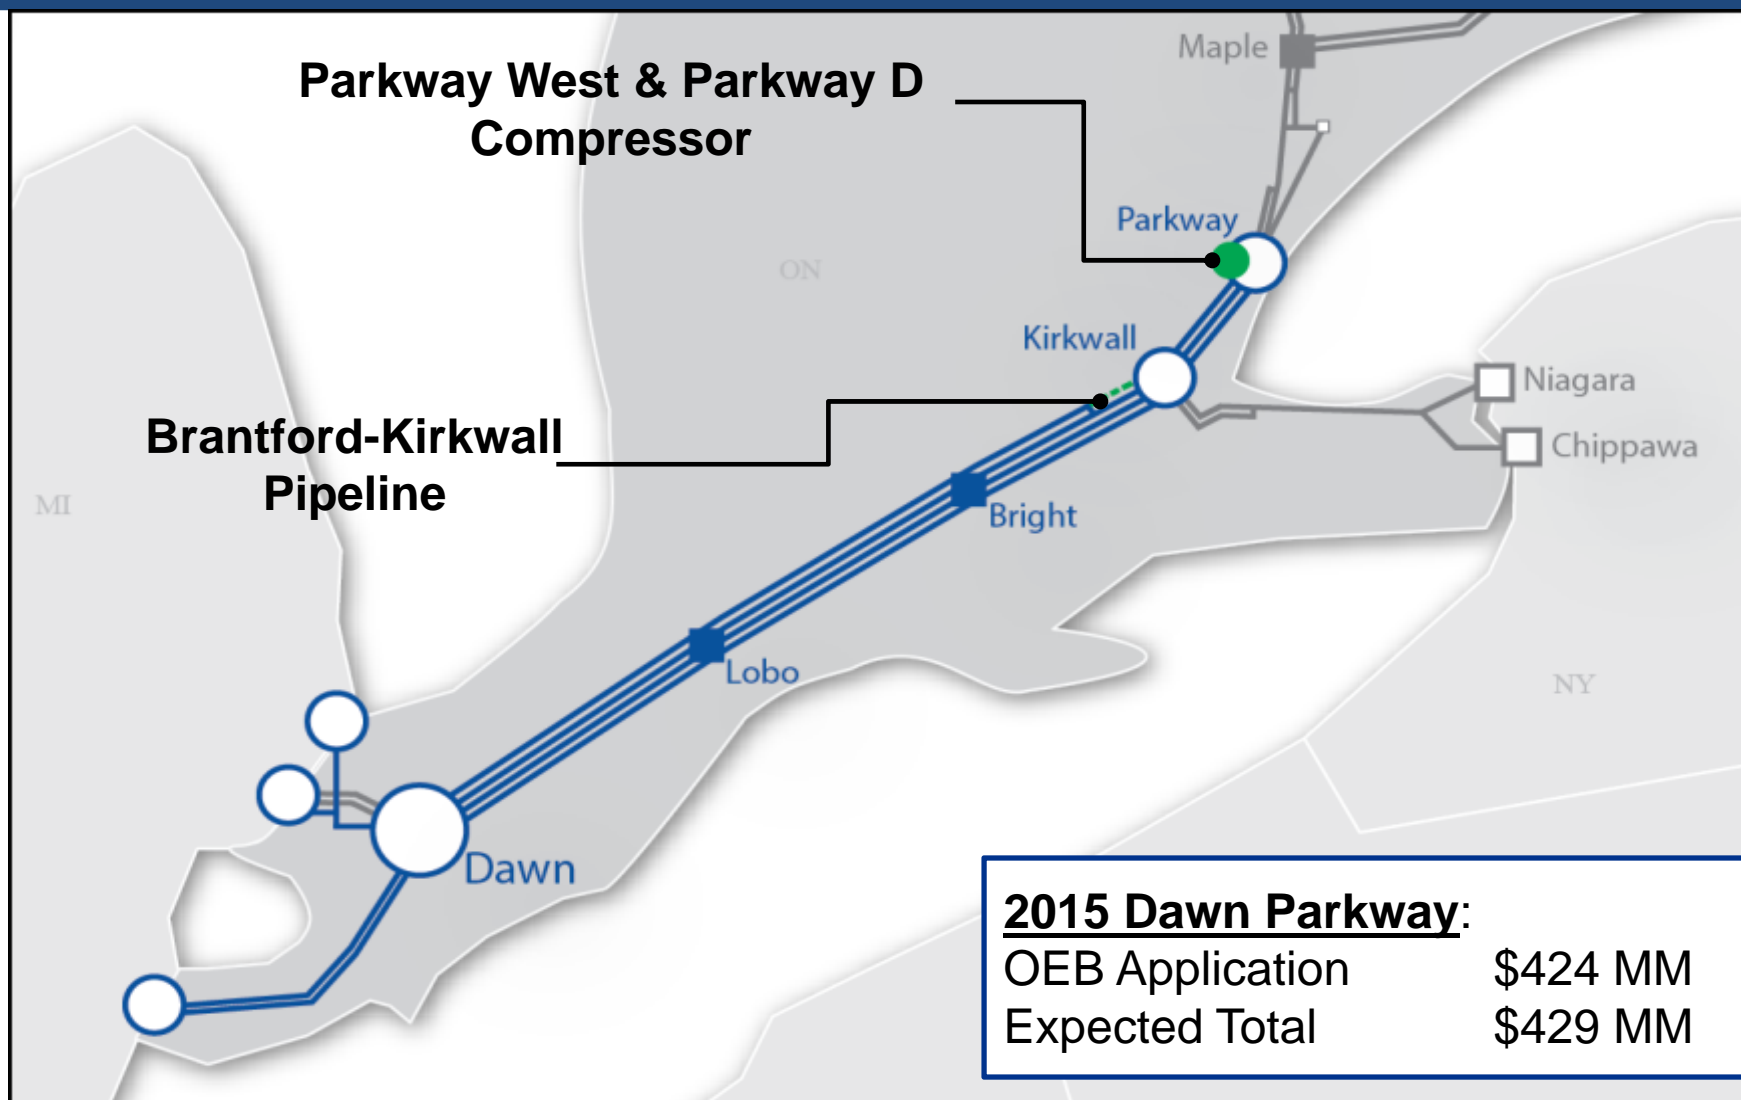 Maple
Parkway West & Parkway D
Compressor
Parkway
ON
Kirkwall
Niagara
Brantford-Kirkwall
Pipeline
Chippawa
MI
Bright
Lobo
NY
Dawn
2015 Dawn Parkway:
OEB Application $424 MM
Expected Total $429 MM